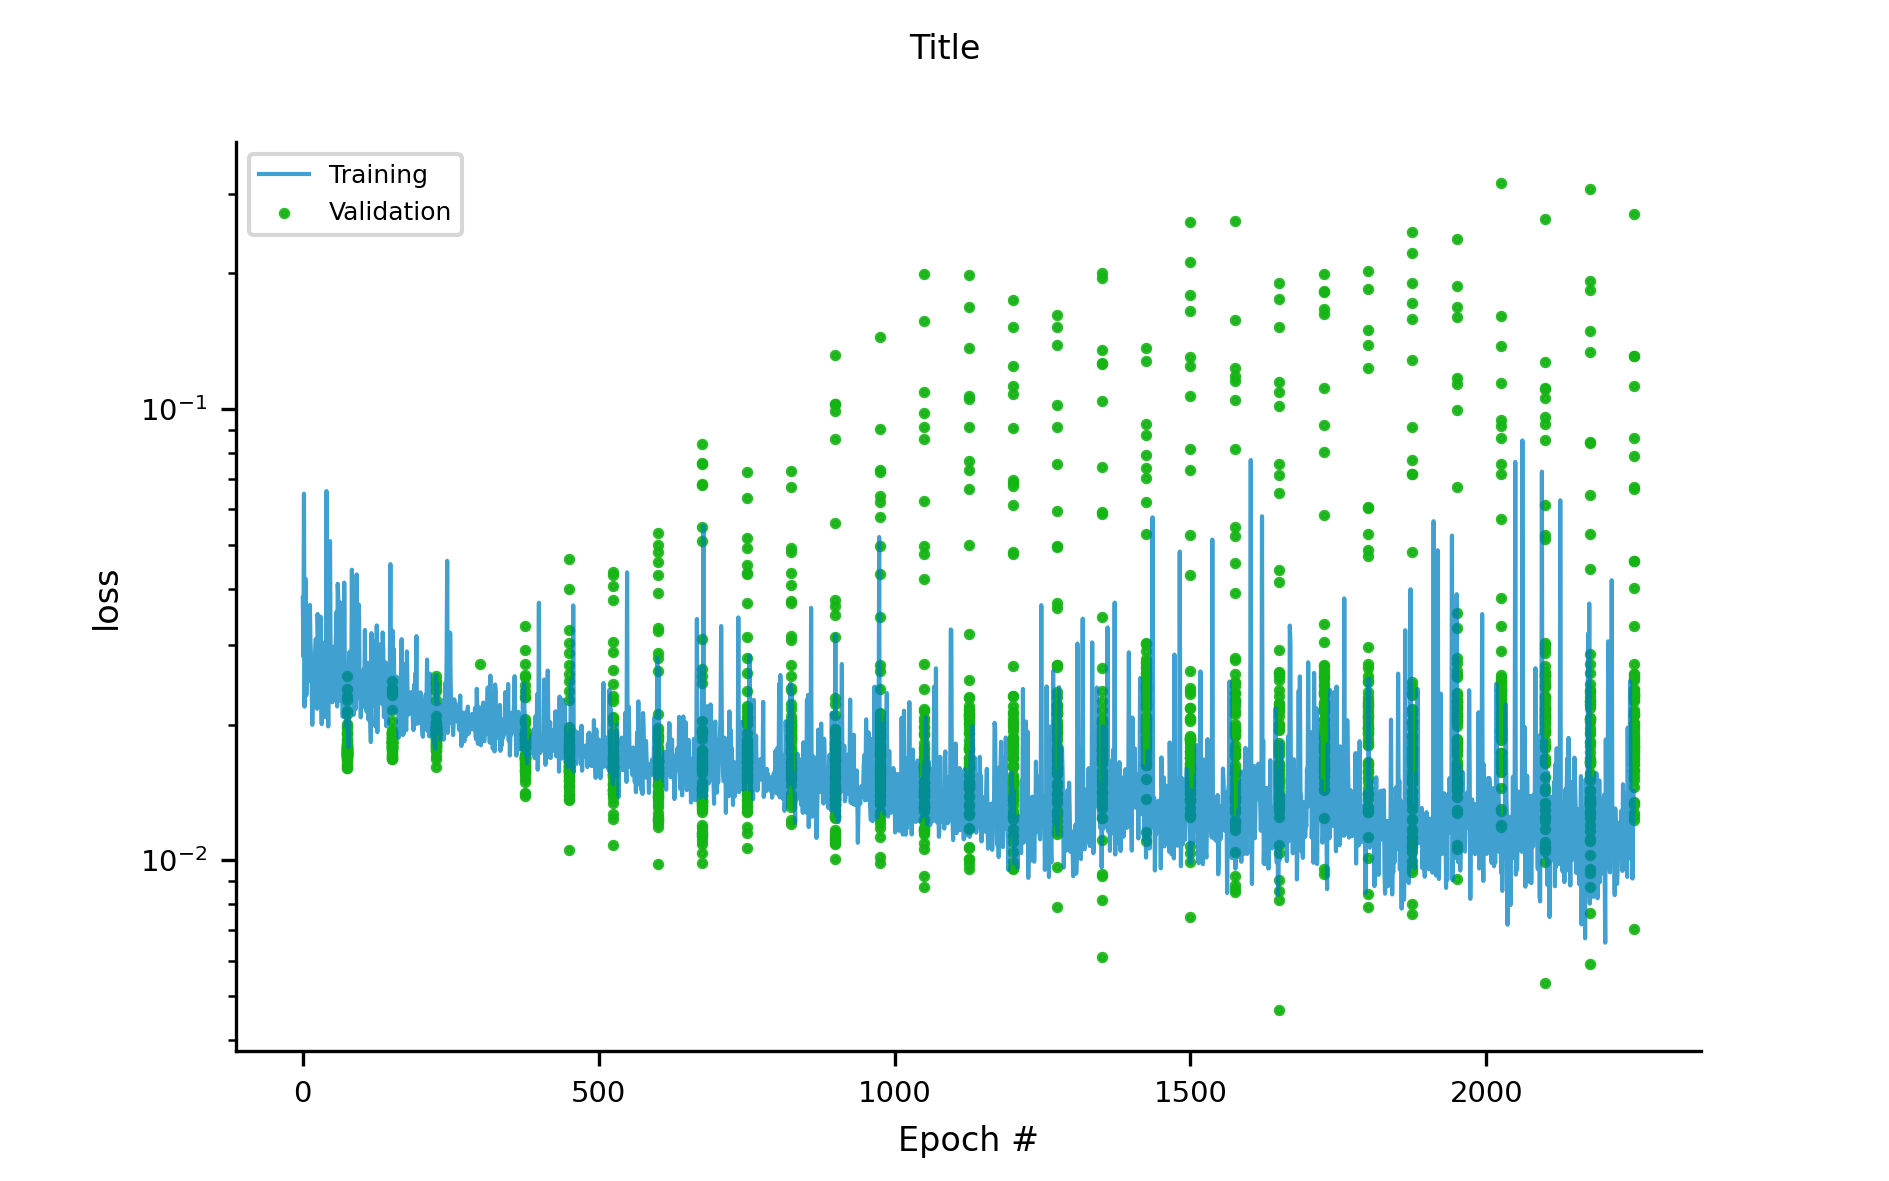 Title
Training
Validation
10⁻¹
10⁻²
loss
0 500 1000 1500 2000
Epoch #